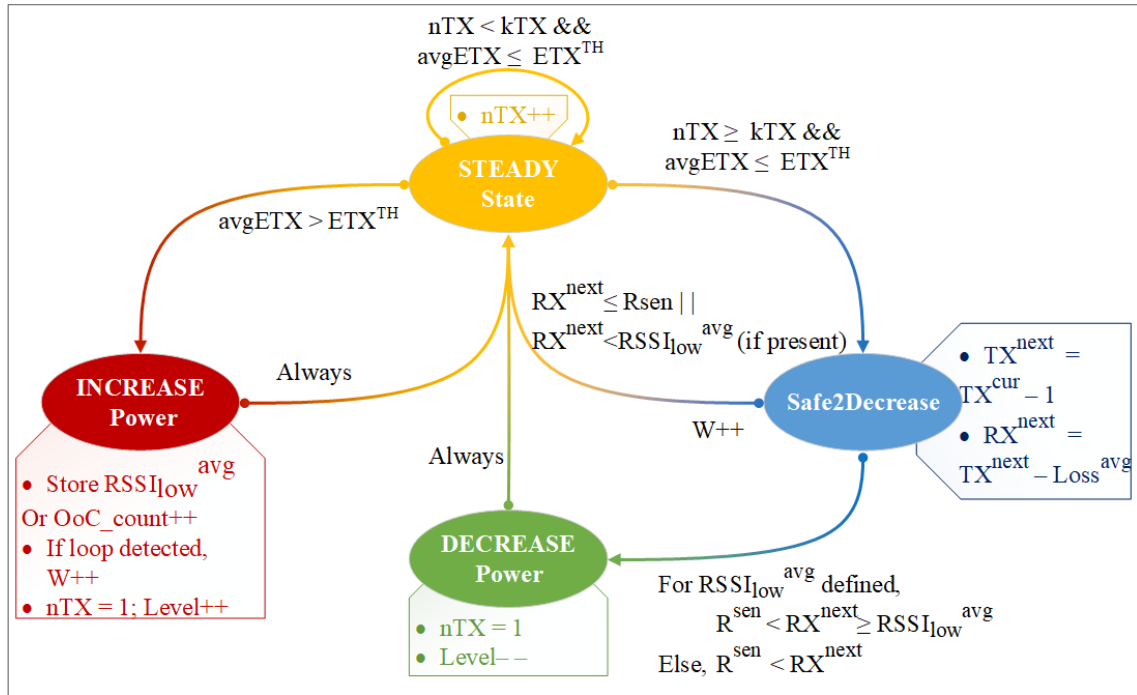 nTX < kTX &&
avgETX ≤ ETX^TH
• nTX++
nTX ≥ kTX &&
avgETX ≤ ETX^TH
STEADY
State
avgETX > ETX^TH
RX^next ≤ Rsen | |
RX^next <RSSI_low^avg (if present)
INCREASE
Power
Always
Safe2Decrease
• TX^next =
TX^cur – 1
• RX^next =
TX^next – Loss^avg
W++
Always
• Store RSSI_low^avg
Or OoC_count++
• If loop detected,
W++
• nTX = 1; Level++
DECREASE
Power
• nTX = 1
• Level– –
For RSSI_low^avg defined,
R^sen < RX^next ≥ RSSI_low^avg
Else, R^sen < RX^next